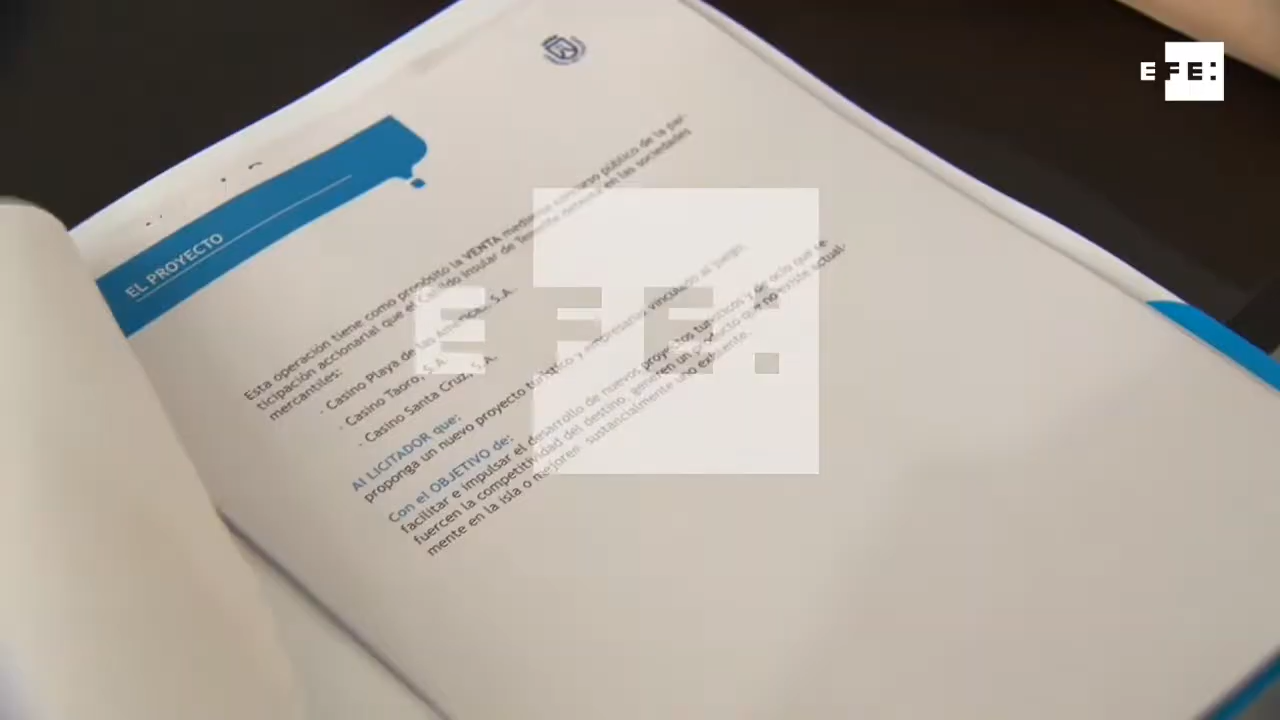 EFE:
EL PROYECTO
Esta operación tiene como propósito la VENTA mediante concurso público de la par-
ticipación accionarial que el Cabildo Insular de Tenerife detenta en las sociedades
mercantiles:
· Casino Playa de las Américas, S.A.
· Casino Taoro, S.A.
· Casino Santa Cruz, S.A.
Al LICITADOR que:
proponga un nuevo proyecto turístico y empresarial vinculado al juego.
Con el OBJETIVO de:
facilitar e impulsar el desarrollo de nuevos proyectos turísticos y de ocio que re-
fuercen la competitividad del destino, generen un producto que no existe actual-
mente en la isla o mejoren sustancialmente uno existente.
EFE: